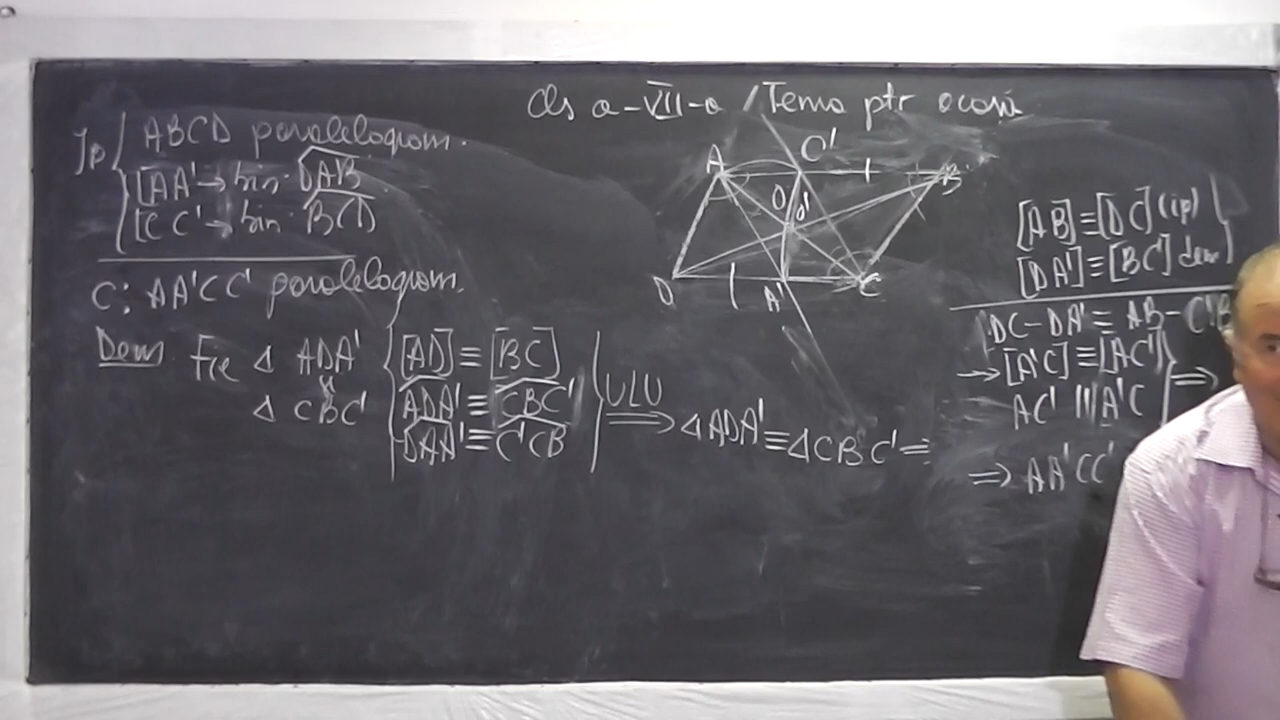 Cls a-VII-a / Tema ptr acasă
Ip { ABCD paralelogram.
[AA' → bis. DAB
[CC' → bis. BCD
C: AA'CC' paralelogram.
Dem Fie Δ ADA'
Δ CBC'
[AD] ≡ [BC]
ADA' ≡ CBC'
DAA' ≡ C'CB
ULU
⟹ Δ ADA' ≡ Δ CBC' ⟹
A C' B
O O'
D A' C
[AB] ≡ [DC] (ip)
[DA'] ≡ [BC'] dem
DC - DA' ≡ AB - C'B
→ [A'C] ≡ [AC']
AC' || A'C
⟹
⟹ AA'CC'